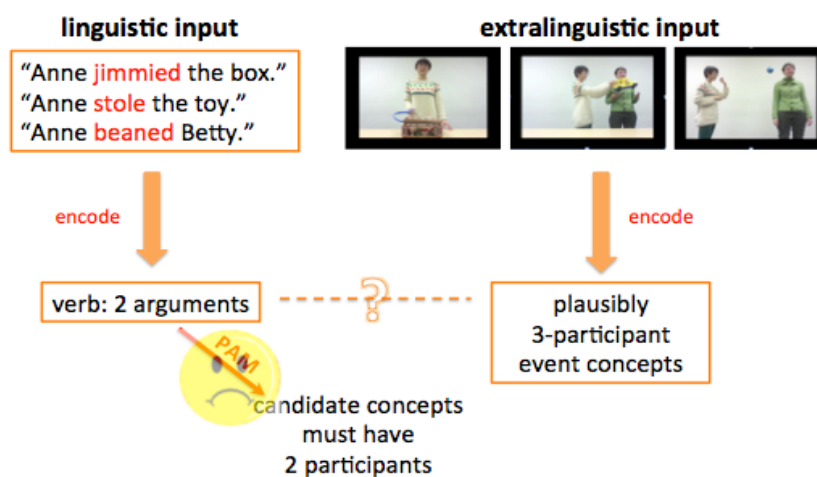 linguistic input
extralinguistic input
“Anne jimmied the box.”
“Anne stole the toy.”
“Anne beaned Betty.”
encode
encode
verb: 2 arguments
?
plausibly
3-participant
event concepts
PAM
candidate concepts
must have
2 participants